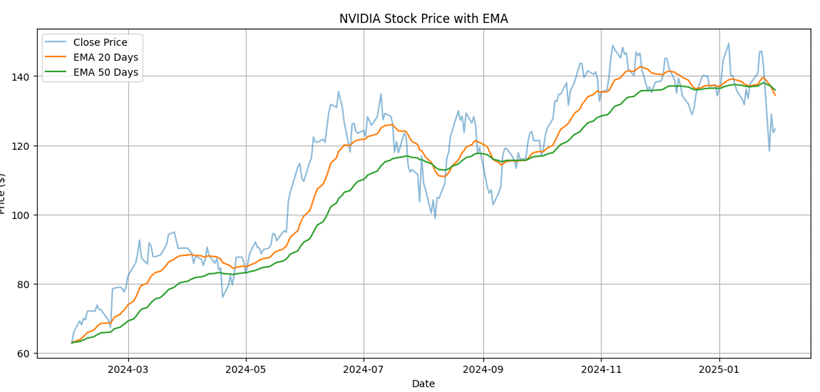 NVIDIA Stock Price with EMA
Close Price
EMA 20 Days
EMA 50 Days
Price ($)
140
120
100
80
60
2024-03
2024-05
2024-07
2024-09
2024-11
2025-01
Date